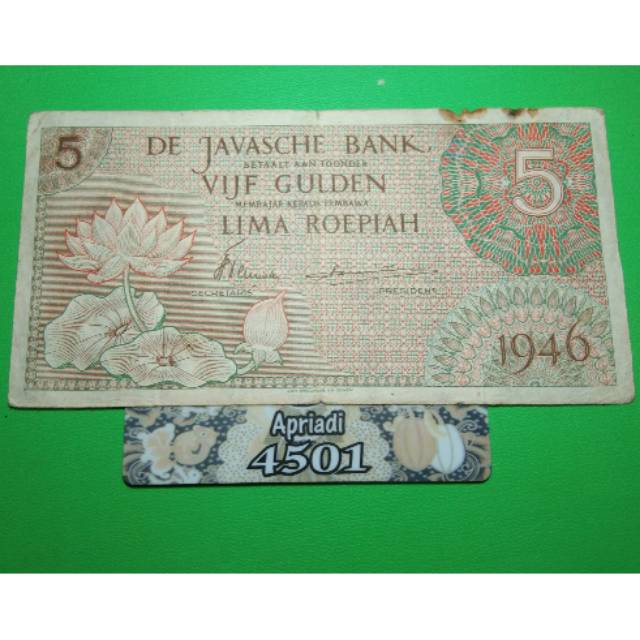 5
DE JAVASCHE BANK,
BETAALT AAN TOONDER
VIJF GULDEN
MEMBAJAR KEPADA PEMBAWA
LIMA ROEPIAH
5
SECRETARIS
PRESIDENT
1946
Apriadi
4501